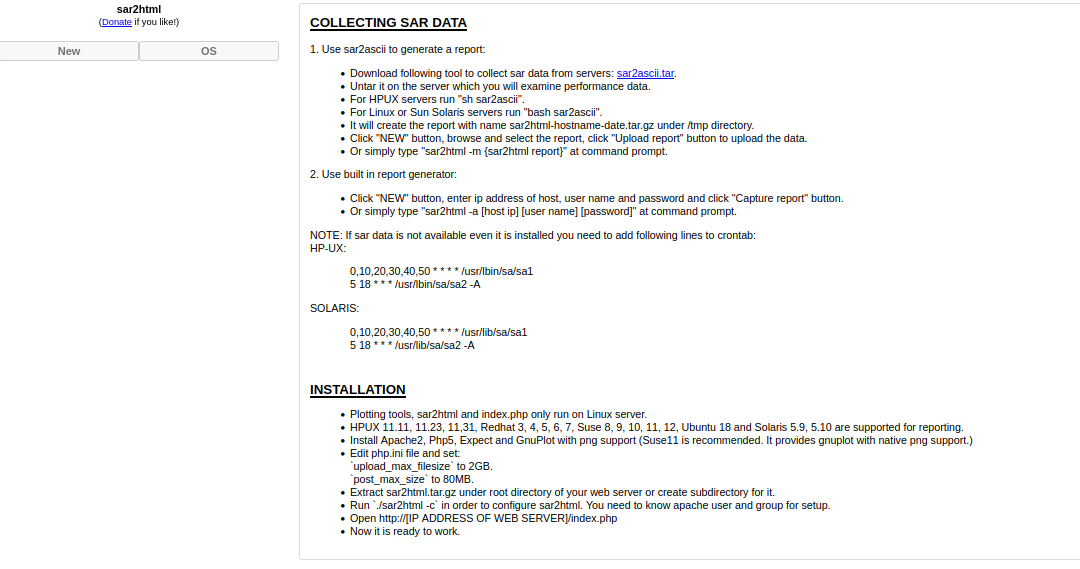 sar2html
(Donate if you like!)
New
OS
COLLECTING SAR DATA
1. Use sar2ascii to generate a report:
Download following tool to collect sar data from servers: sar2ascii.tar.
Untar it on the server which you will examine performance data.
For HPUX servers run "sh sar2ascii".
For Linux or Sun Solaris servers run "bash sar2ascii".
It will create the report with name sar2html-hostname-date.tar.gz under /tmp directory.
Click "NEW" button, browse and select the report, click "Upload report" button to upload the data.
Or simply type "sar2html -m {sar2html report}" at command prompt.
2. Use built in report generator:
Click "NEW" button, enter ip address of host, user name and password and click "Capture report" button.
Or simply type "sar2html -a [host ip] [user name] [password]" at command prompt.
NOTE: If sar data is not available even it is installed you need to add following lines to crontab:
HP-UX:
0,10,20,30,40,50 * * * * /usr/lbin/sa/sa1
5 18 * * * /usr/lbin/sa/sa2 -A
SOLARIS:
0,10,20,30,40,50 * * * * /usr/lib/sa/sa1
5 18 * * * /usr/lib/sa/sa2 -A
INSTALLATION
Plotting tools, sar2html and index.php only run on Linux server.
HPUX 11.11, 11.23, 11,31, Redhat 3, 4, 5, 6, 7, Suse 8, 9, 10, 11, 12, Ubuntu 18 and Solaris 5.9, 5.10 are supported for reporting.
Install Apache2, Php5, Expect and GnuPlot with png support (Suse11 is recommended. It provides gnuplot with native png support.)
Edit php.ini file and set:
`upload_max_filesize` to 2GB.
`post_max_size` to 80MB.
Extract sar2html.tar.gz under root directory of your web server or create subdirectory for it.
Run `./sar2html -c` in order to configure sar2html. You need to know apache user and group for setup.
Open http://[IP ADDRESS OF WEB SERVER]/index.php
Now it is ready to work.